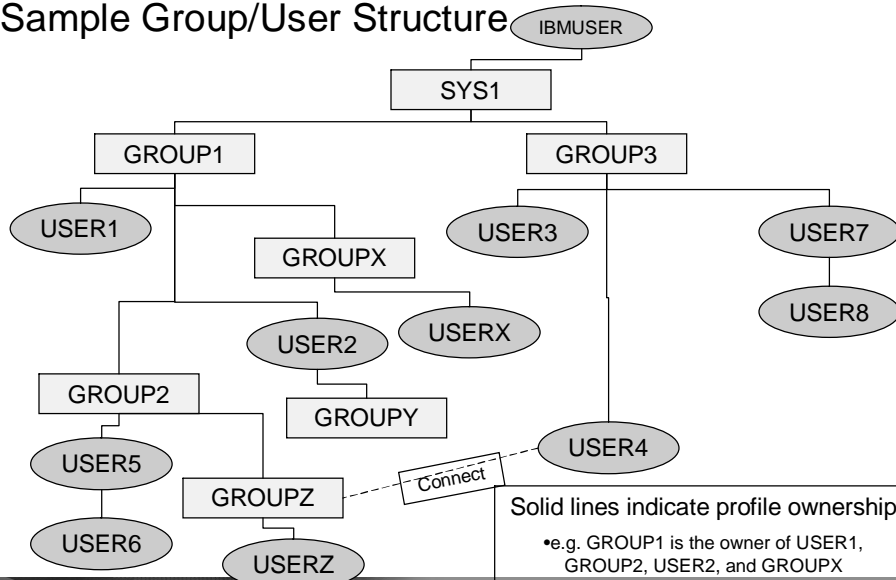 Sample Group/User Structure
IBMUSER
SYS1
GROUP1
GROUP3
USER1
USER3
USER7
GROUPX
USERX
USER8
USER2
GROUP2
GROUPY
USER5
USER4
GROUPZ
Connect
USER6
USERZ
Solid lines indicate profile ownership
•e.g. GROUP1 is the owner of USER1,
GROUP2, USER2, and GROUPX